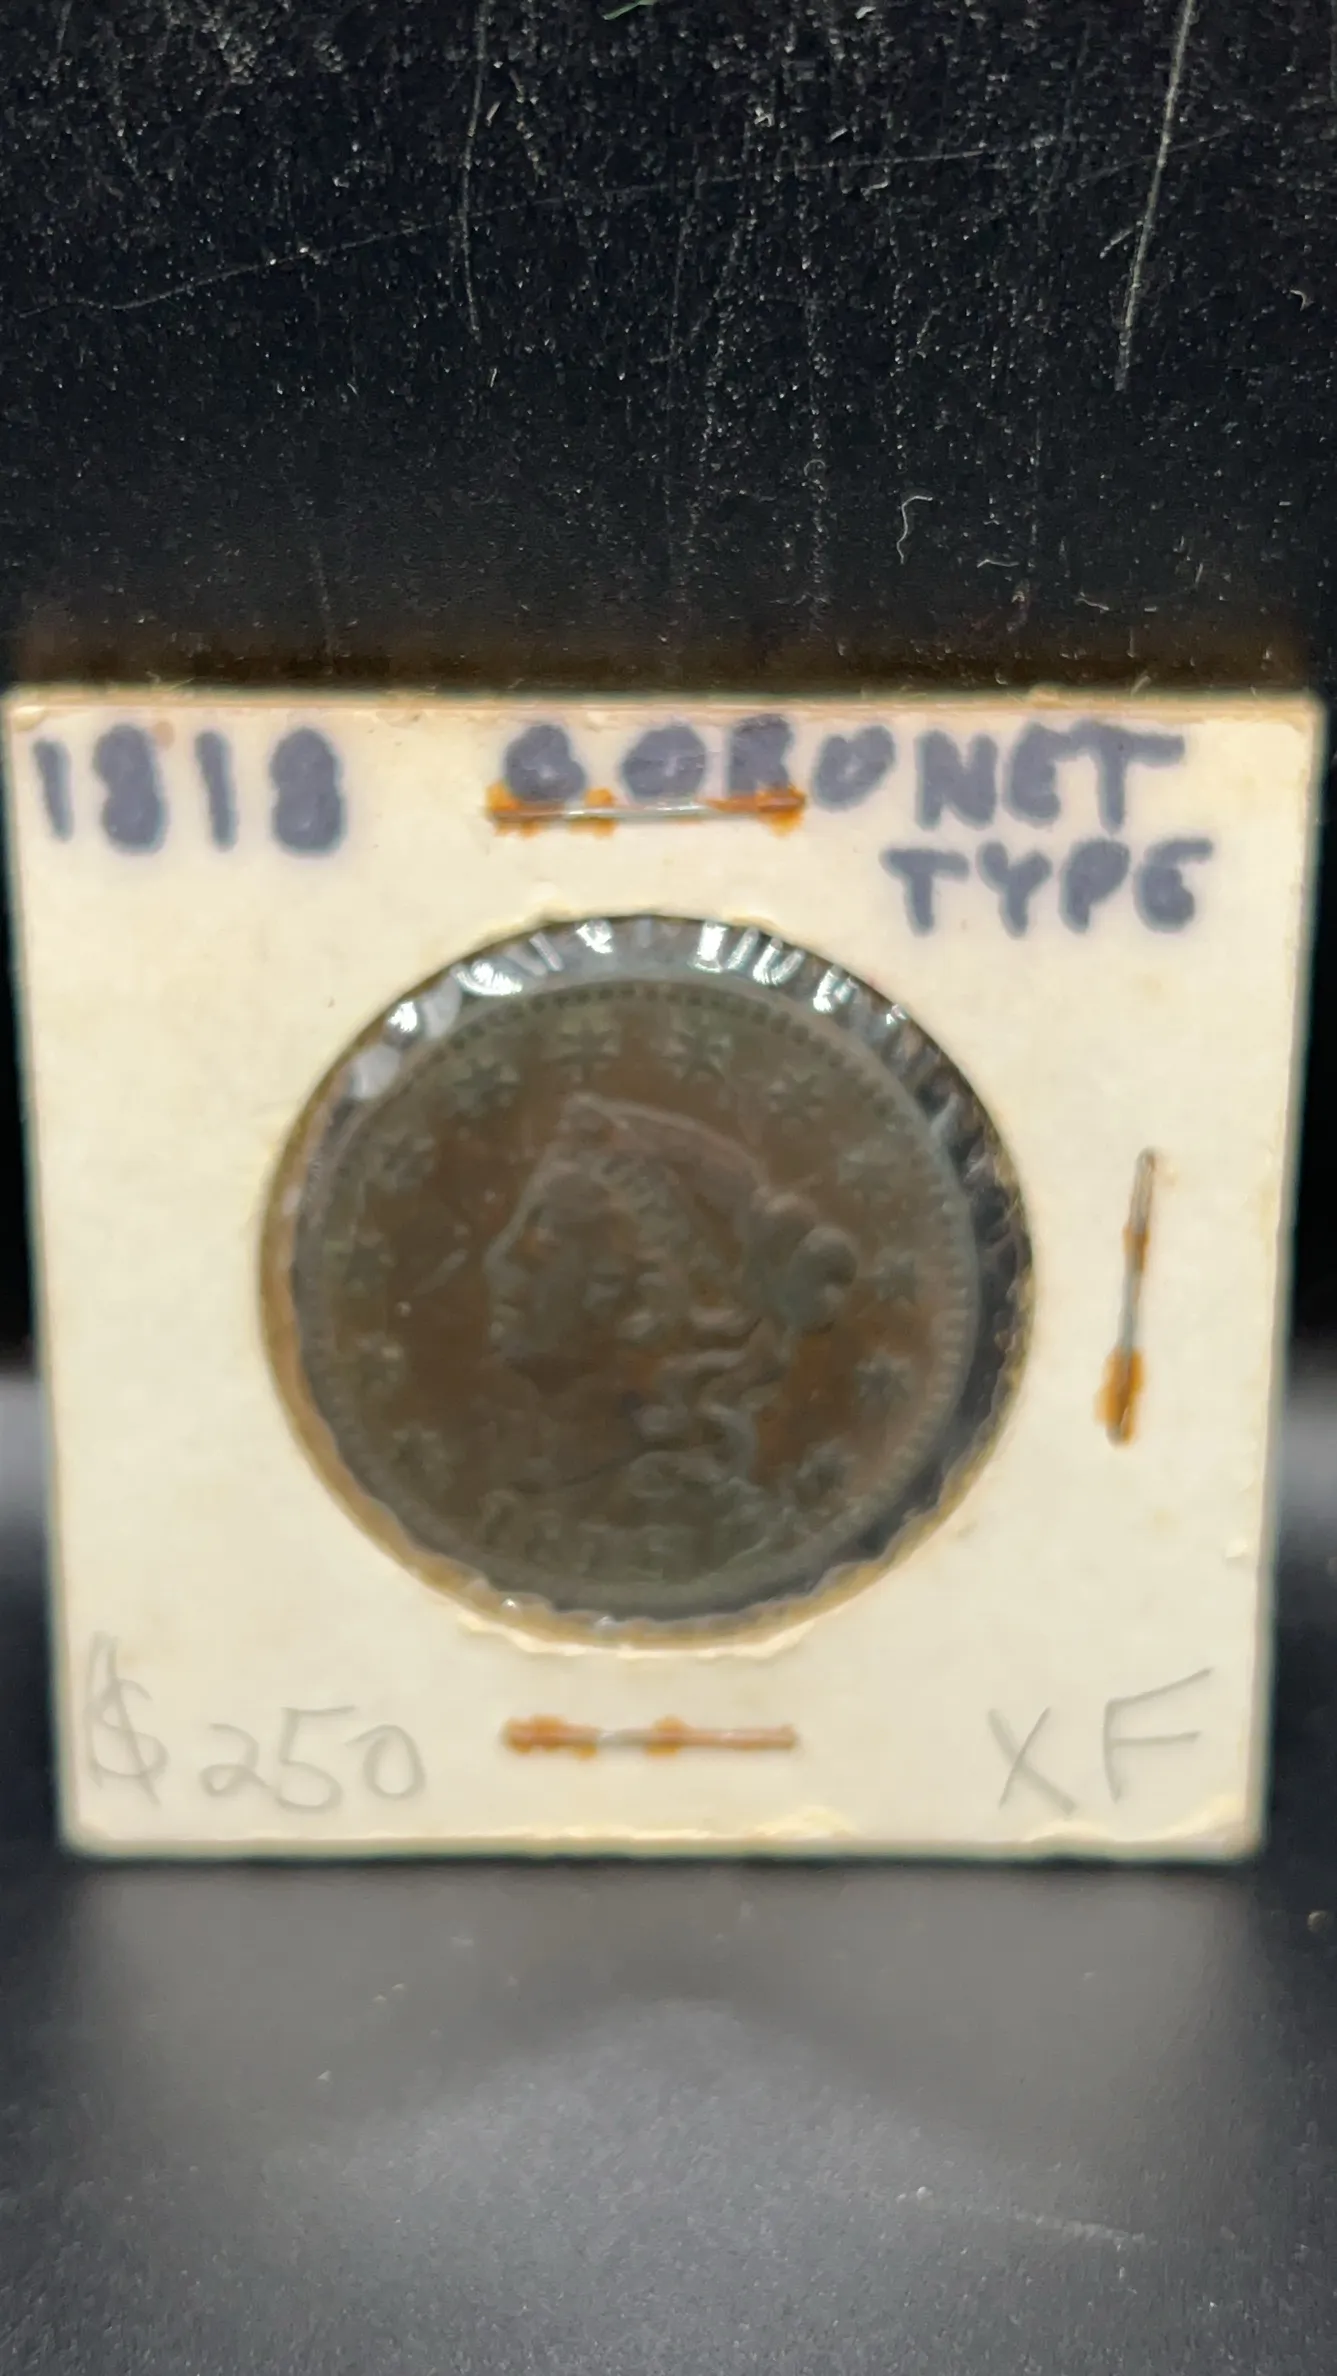 1818 CORONET
TYPE
$250 XF